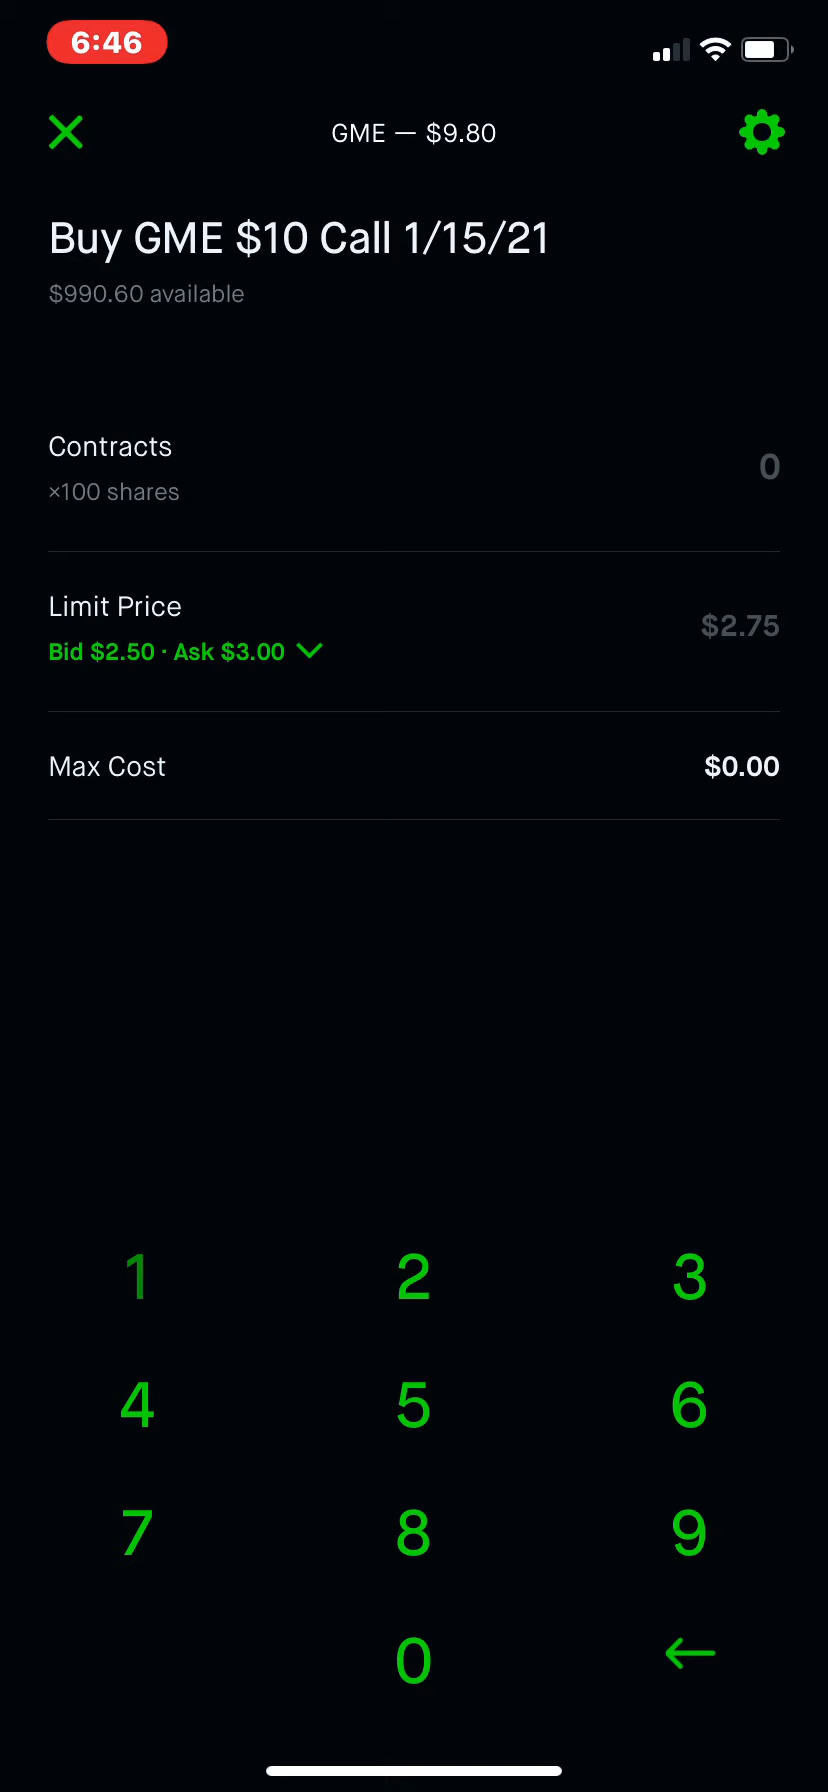 6:46
GME — $9.80
Buy GME $10 Call 1/15/21
$990.60 available
Contracts
0
×100 shares
Limit Price
$2.75
Bid $2.50 · Ask $3.00
Max Cost
$0.00
1 2 3
4 5 6
7 8 9
0